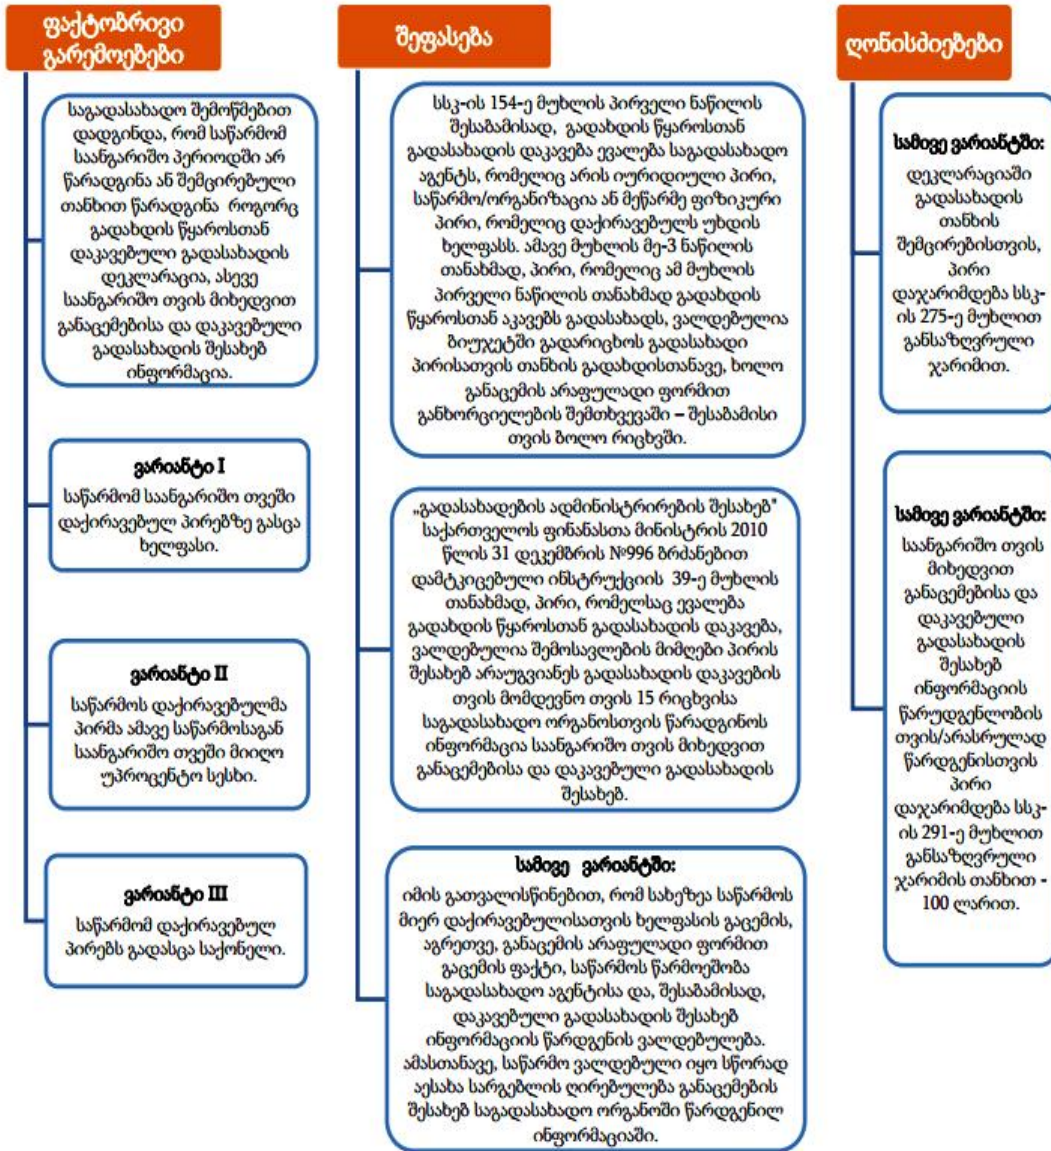 ფაქტობრივი
გარემოებები
საგადასახადო შემოწმებით
დადგინდა, რომ საწარმომ
საანგარიშო პერიოდში არ
წარადგინა ან შემცირებული
თანხით წარადგინა როგორც
გადახდის წყაროსთან
დაკავებული გადასახადის
დეკლარაცია, ასევე
საანგარიშო თვის მიხედვით
განაცემებისა და დაკავებული
გადასახადის შესახებ
ინფორმაცია.
ვარიანტი I
საწარმომ საანგარიშო თვეში
დაქირავებულ პირებზე გასცა
ხელფასი.
ვარიანტი II
საწარმოს დაქირავებულმა
პირმა ამავე საწარმოსაგან
საანგარიშო თვეში მიიღო
უპროცენტო სესხი.
ვარიანტი III
საწარმომ დაქირავებულ
პირებს გადასცა საქონელი.
შეფასება
სსკ-ის 154-ე მუხლის პირველი ნაწილის
შესაბამისად, გადახდის წყაროსთან
გადასახადის დაკავება ევალება საგადასახადო
აგენტს, რომელიც არის იურიდიული პირი,
საწარმო/ორგანიზაცია ან მეწარმე ფიზიკური
პირი, რომელიც დაქირავებულს უხდის
ხელფასს. ამავე მუხლის მე-3 ნაწილის
თანახმად, პირი, რომელიც ამ მუხლის
პირველი ნაწილის თანახმად გადახდის
წყაროსთან აკავებს გადასახადს, ვალდებულია
ბიუჯეტში გადარიცხოს გადასახადი
პირისათვის თანხის გადახდისთანავე, ხოლო
განაცემის არაფულადი ფორმით
განხორციელების შემთხვევაში – შესაბამისი
თვის ბოლო რიცხვში.
„გადასახადების ადმინისტრირების შესახებ"
საქართველოს ფინანსთა მინისტრის 2010
წლის 31 დეკემბრის №996 ბრძანებით
დამტკიცებული ინსტრუქციის 39-ე მუხლის
თანახმად, პირი, რომელსაც ევალება
გადახდის წყაროსთან გადასახადის დაკავება,
ვალდებულია შემოსავლების მიმღები პირის
შესახებ არაუგვიანეს გადასახადის დაკავების
თვის მომდევნო თვის 15 რიცხვისა
საგადასახადო ორგანოსთვის წარადგინოს
ინფორმაცია საანგარიშო თვის მიხედვით
განაცემებისა და დაკავებული გადასახადის
შესახებ.
სამივე ვარიანტში:
იმის გათვალისწინებით, რომ სახეზეა საწარმოს
მიერ დაქირავებულისათვის ხელფასის გაცემის,
აგრეთვე, განაცემის არაფულადი ფორმით
გაცემის ფაქტი, საწარმოს წარმოეშობა
საგადასახადო აგენტისა და, შესაბამისად,
დაკავებული გადასახადის შესახებ
ინფორმაციის წარდგენის ვალდებულება.
ამასთანავე, საწარმო ვალდებული იყო სწორად
აესახა სარგებლის ღირებულება განაცემების
შესახებ საგადასახადო ორგანოში წარდგენილ
ინფორმაციაში.
ღონისძიებები
სამივე ვარიანტში:
დეკლარაციაში
გადასახადის
თანხის
შემცირებისთვის,
პირი
დაჯარიმდება სსკ-
ის 275-ე მუხლით
განსაზღვრული
ჯარიმით.
სამივე ვარიანტში:
საანგარიშო თვის
მიხედვით
განაცემებისა და
დაკავებული
გადასახადის
შესახებ
ინფორმაციის
წარუდგენლობის
თვის/არასრულად
წარდგენისთვის
პირი
დაჯარიმდება სსკ-
ის 291-ე მუხლით
განსაზღვრული
ჯარიმის თანხით -
100 ლარით.